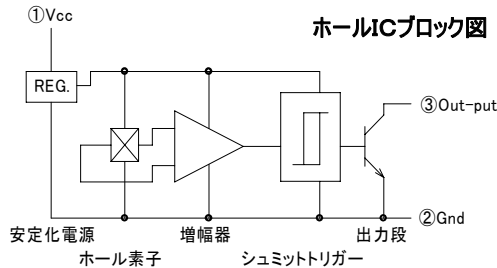 ①Vcc
ホールICブロック図
REG.
③Out-put
②Gnd
安定化電源
増幅器
出力段
ホール素子
シュミットトリガー